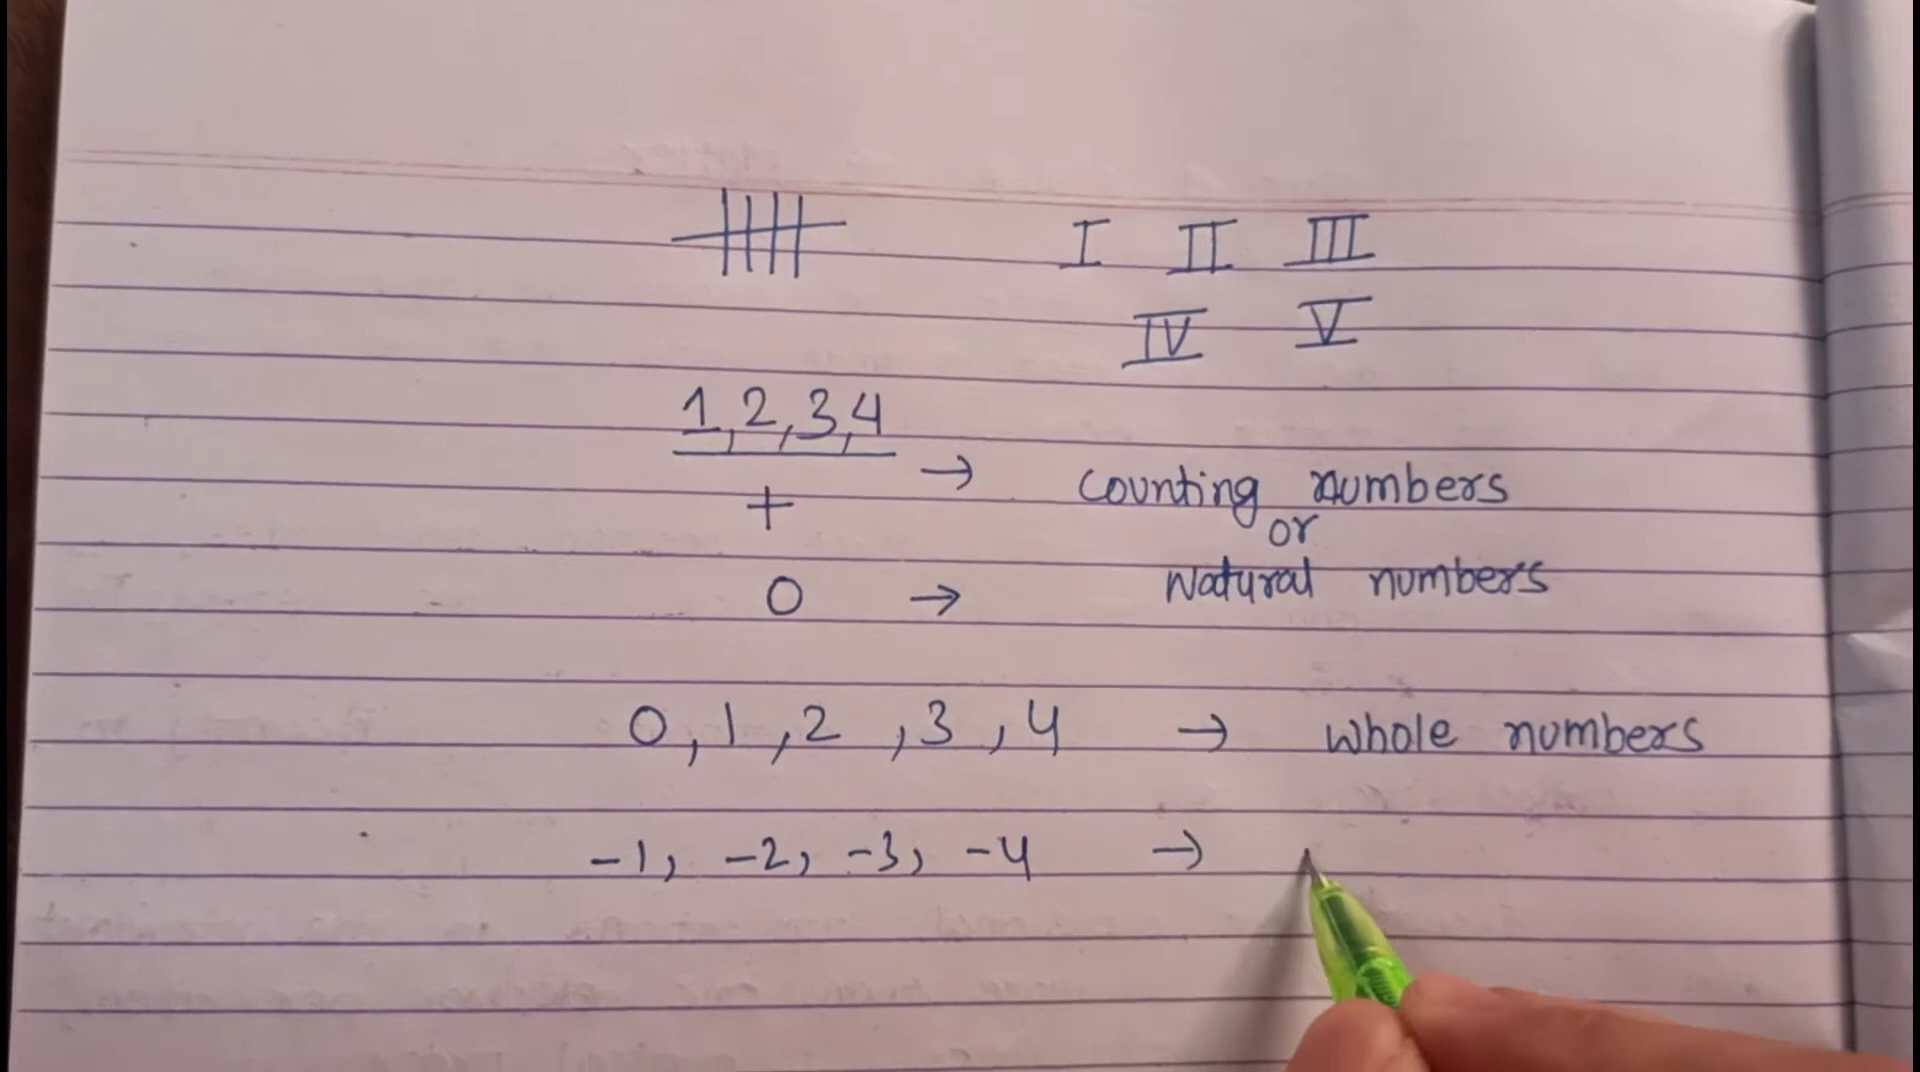 I II III
IV V
1, 2, 3, 4
→ Counting numbers
+
or
0 → Natural numbers
0, 1, 2, 3, 4 → Whole numbers
-1, -2, -3, -4 →